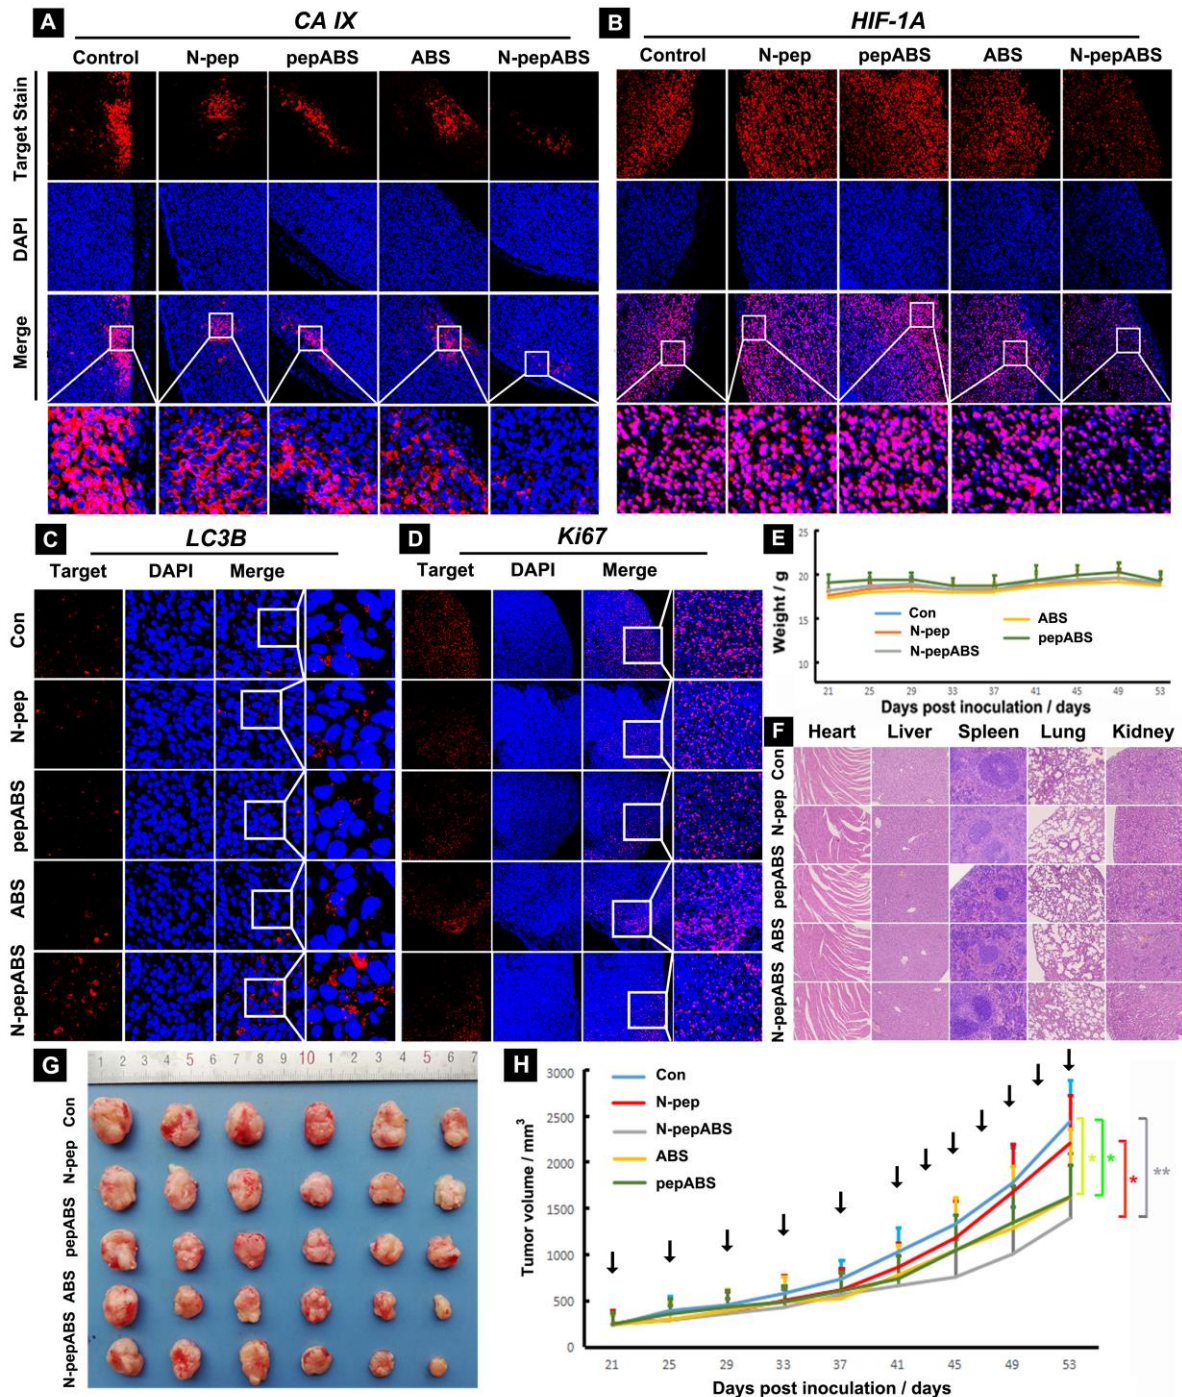 A CA IX
Control N-pep pepABS ABS N-pepABS
Target Stain
DAPI
Merge
B HIF-1A
Control N-pep pepABS ABS N-pepABS
C LC3B
Target DAPI Merge
Con
N-pep
pepABS
ABS
N-pepABS
D Ki67
Target DAPI Merge
E
Weight / g
25
20
15
10
Con
N-pep
N-pepABS
ABS
pepABS
21 25 29 33 37 41 45 49 53
Days post inoculation / days
F Heart Liver Spleen Lung Kidney
Con
N-pep
pepABS
ABS
N-pepABS
G
1 2 3 4 5 6 7 8 9 10 1 2 3 4 5 6 7
Con
N-pep
pepABS
ABS
N-pepABS
H
Tumor volume / mm³
3000
2500
2000
1500
1000
500
0
Con
N-pep
N-pepABS
ABS
pepABS
* * * **
21 25 29 33 37 41 45 49 53
Days post inoculation / days